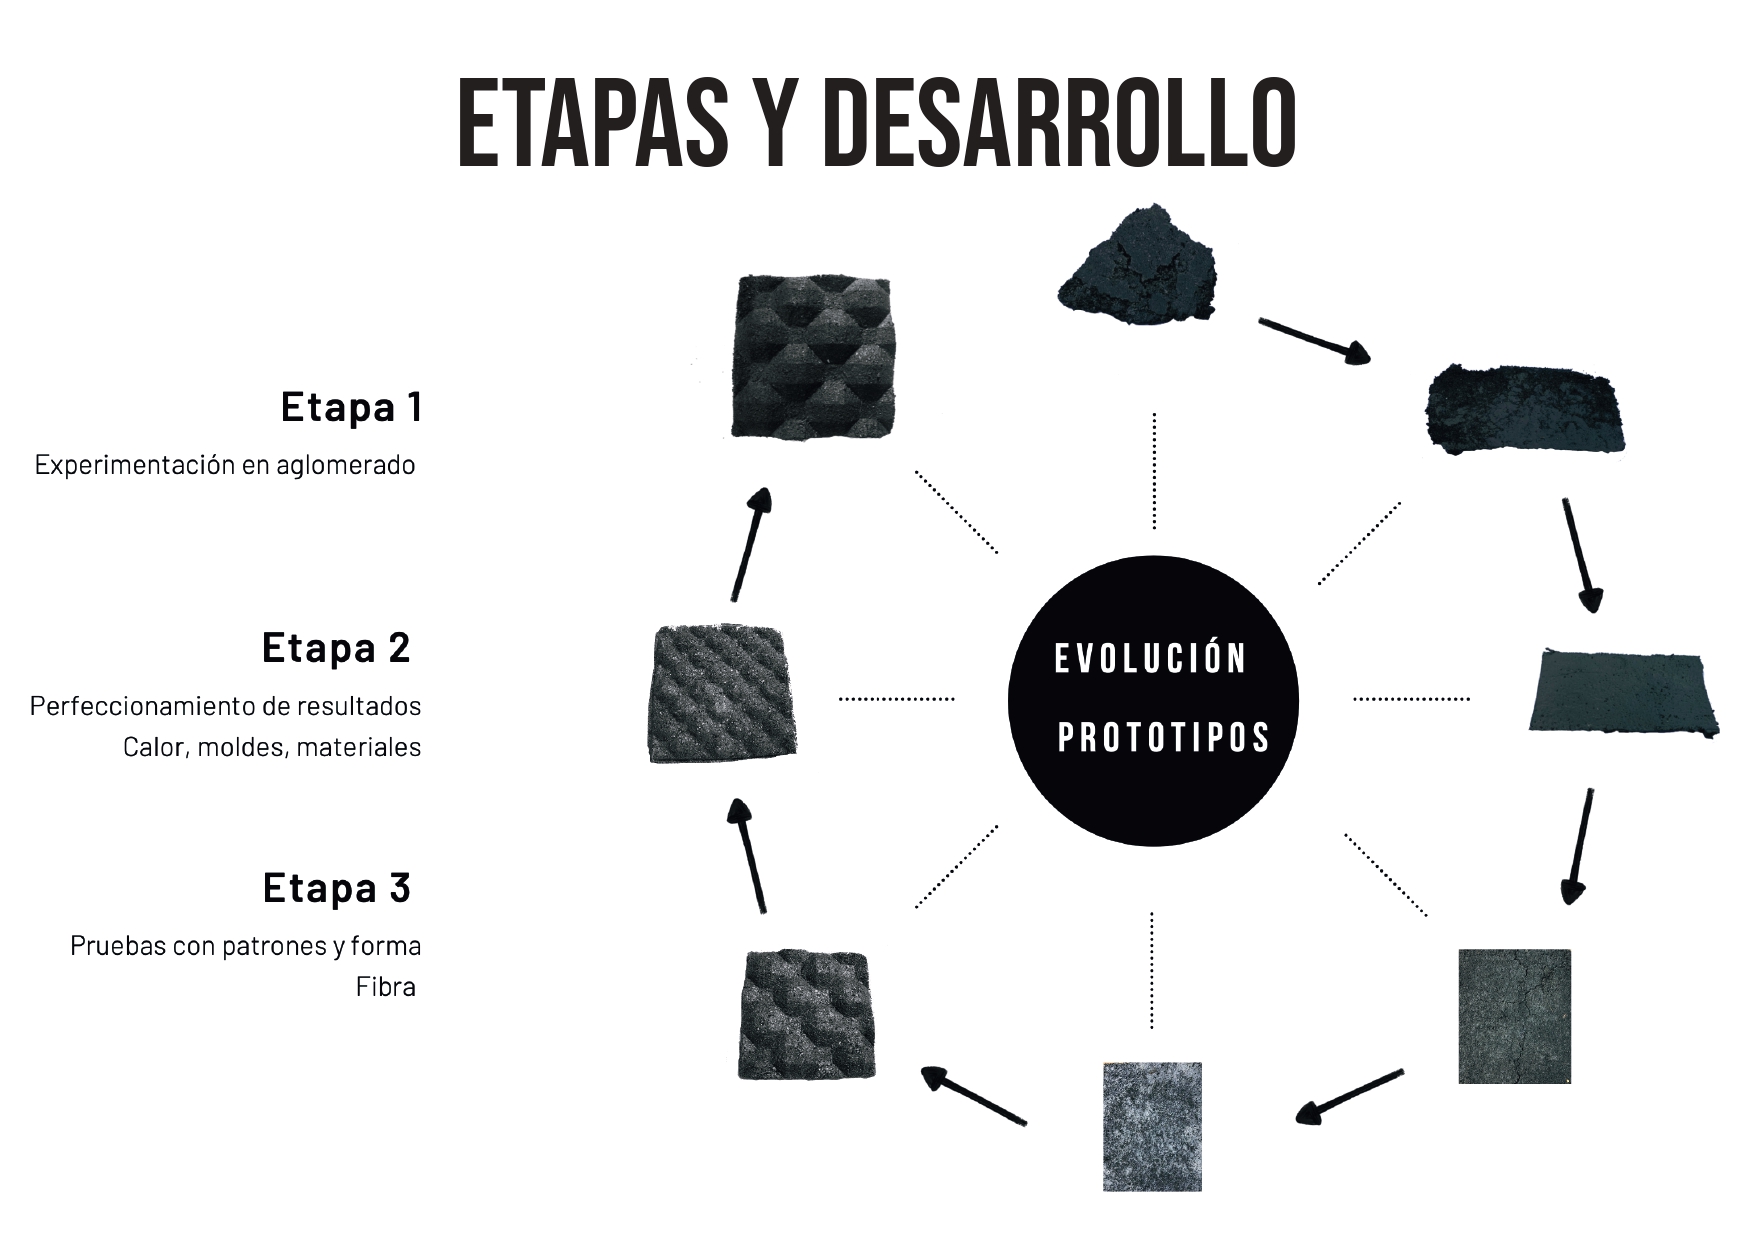 ETAPAS Y DESARROLLO
Etapa 1
Experimentación en aglomerado
Etapa 2
Perfeccionamiento de resultados
Calor, moldes, materiales
Etapa 3
Pruebas con patrones y forma
Fibra
EVOLUCIÓN
PROTOTIPOS